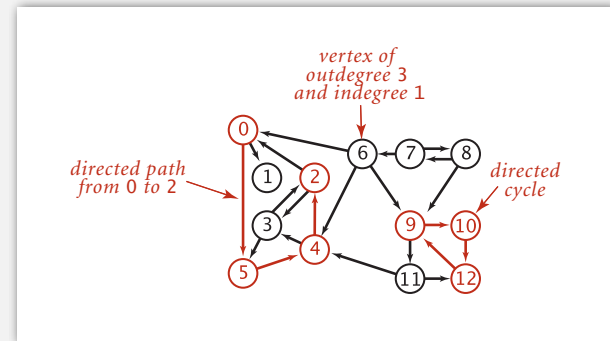 vertex of
outdegree 3
and indegree 1
0
6
7
8
1
2
directed path
from 0 to 2
directed
cycle
3
4
9
10
5
11
12